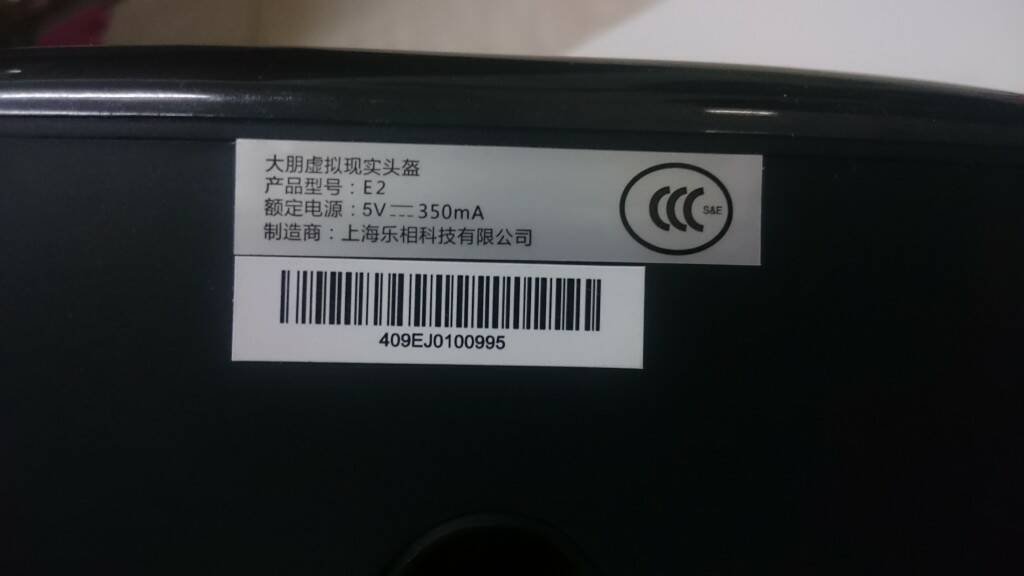 大朋虚拟现实头盔
产品型号：E2
额定电源：5V⎓350mA
制造商：上海乐相科技有限公司
CCC S&E
409EJ0100995